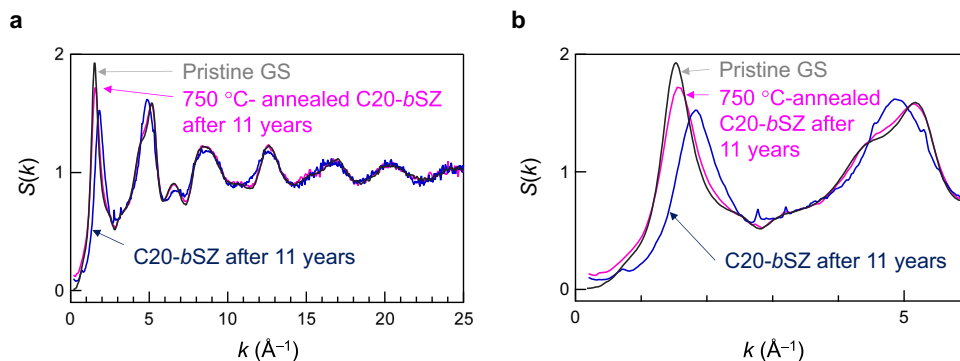 a
2
1
0
S(k)
Pristine GS
750 °C- annealed C20-bSZ
after 11 years
C20-bSZ after 11 years
0 5 10 15 20 25
k (Å⁻¹)
b
2
1
0
S(k)
Pristine GS
750 °C-annealed
C20-bSZ after
11 years
C20-bSZ after 11 years
0 5
k (Å⁻¹)